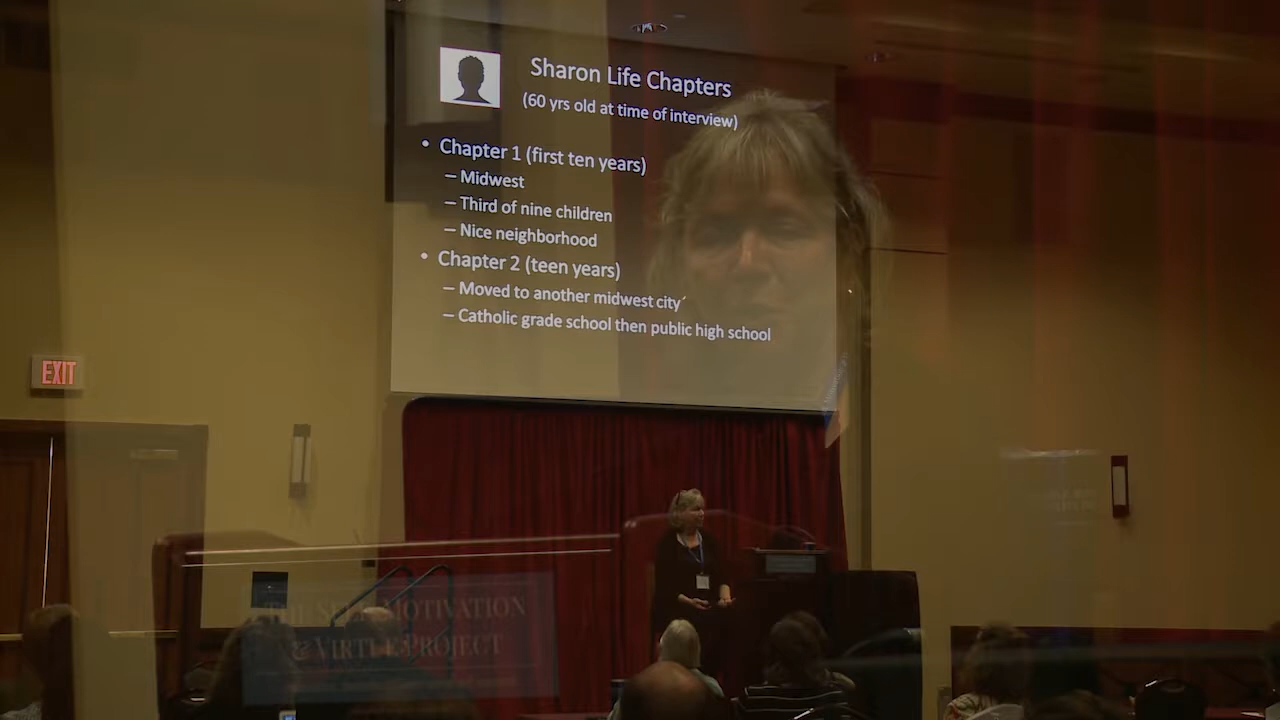 Sharon Life Chapters
(60 yrs old at time of interview)
• Chapter 1 (first ten years)
– Midwest
– Third of nine children
– Nice neighborhood
• Chapter 2 (teen years)
– Moved to another midwest city
– Catholic grade school then public high school
EXIT
The Self, Motivation
& Virtue Project